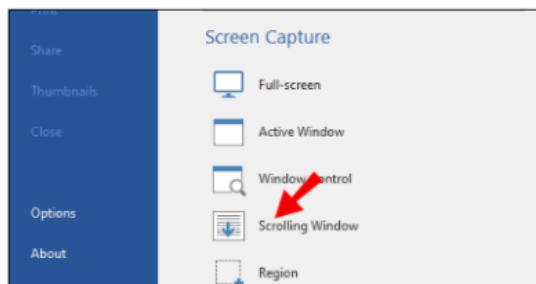 Print
Share
Thumbnails
Close
Options
About
Screen Capture
Full-screen
Active Window
Window Control
Scrolling Window
Region